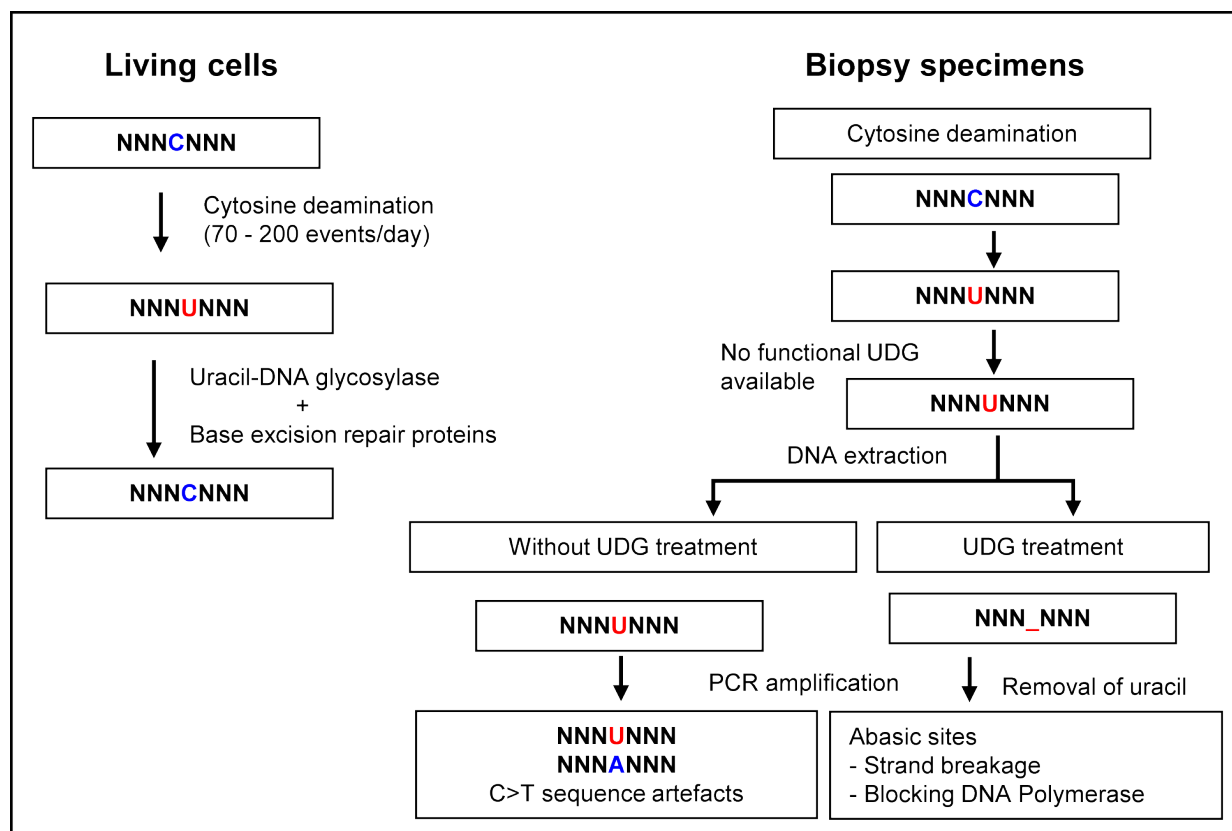 Living cells
NNNCNNN
Cytosine deamination
(70 - 200 events/day)
NNNUNNN
Uracil-DNA glycosylase
+
Base excision repair proteins
NNNCNNN
Biopsy specimens
Cytosine deamination
NNNCNNN
NNNUNNN
No functional UDG
available
NNNUNNN
DNA extraction
Without UDG treatment
NNNUNNN
PCR amplification
NNNUNNN
NNNANNN
C>T sequence artefacts
UDG treatment
NNN_NNN
Removal of uracil
Abasic sites
- Strand breakage
- Blocking DNA Polymerase